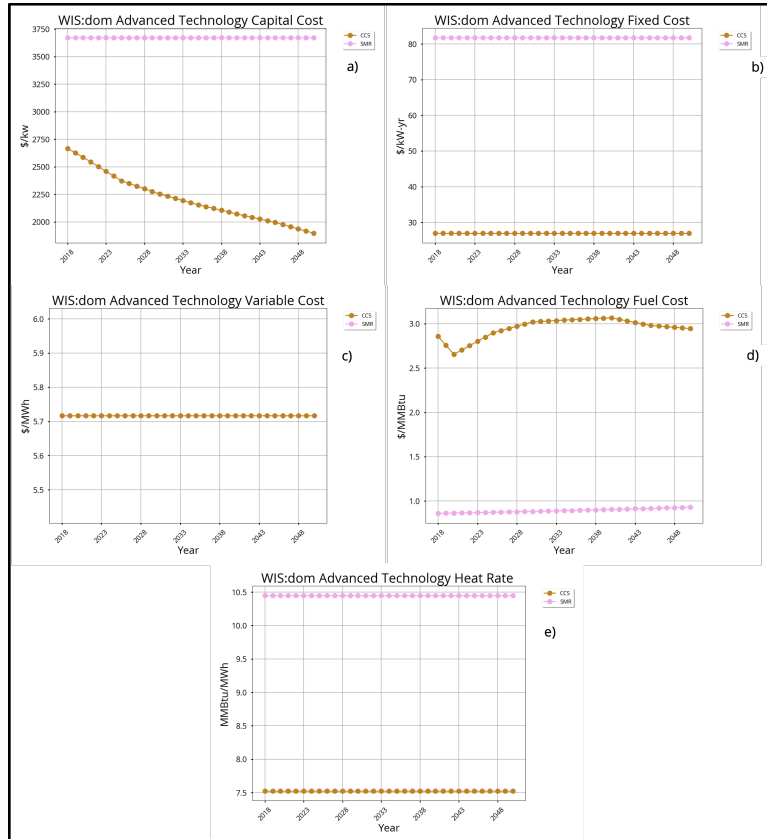 WIS:dom Advanced Technology Capital Cost
CCS
SMR
a)
3750
3500
3250
3000
2750
2500
2250
2000
$/kw
2018
2023
2028
2033
2038
2043
2048
Year
WIS:dom Advanced Technology Fixed Cost
CCS
SMR
b)
80
70
60
50
40
30
$/kW-yr
2018
2023
2028
2033
2038
2043
2048
Year
WIS:dom Advanced Technology Variable Cost
CCS
SMR
c)
6.0
5.9
5.8
5.7
5.6
5.5
$/MWh
2018
2023
2028
2033
2038
2043
2048
Year
WIS:dom Advanced Technology Fuel Cost
CCS
SMR
d)
3.0
2.5
2.0
1.5
1.0
$/MMBtu
2018
2023
2028
2033
2038
2043
2048
Year
WIS:dom Advanced Technology Heat Rate
CCS
SMR
e)
10.5
10.0
9.5
9.0
8.5
8.0
7.5
MMBtu/MWh
2018
2023
2028
2033
2038
2043
2048
Year